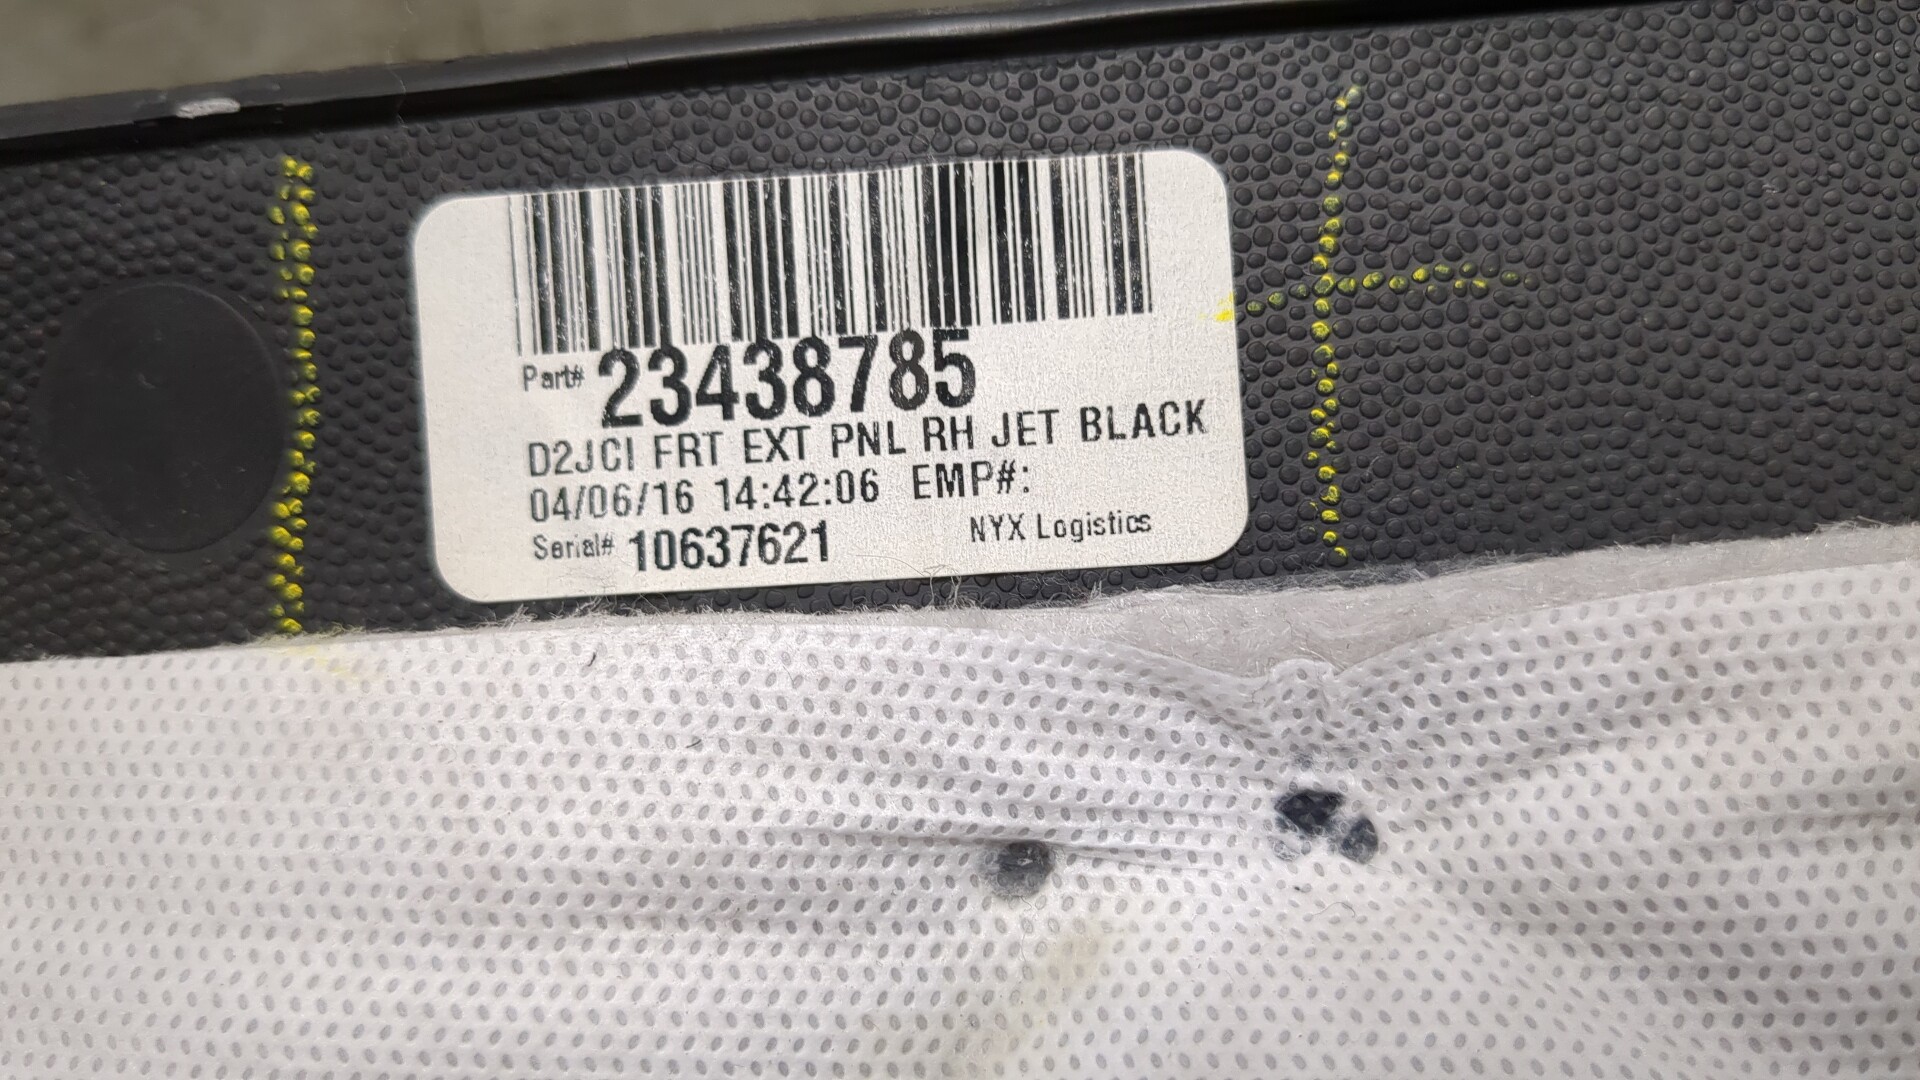 Part# 23438785
D2JCI FRT EXT PNL RH JET BLACK
04/06/16 14:42:06 EMP#:
Serial# 10637621 NYX Logistics